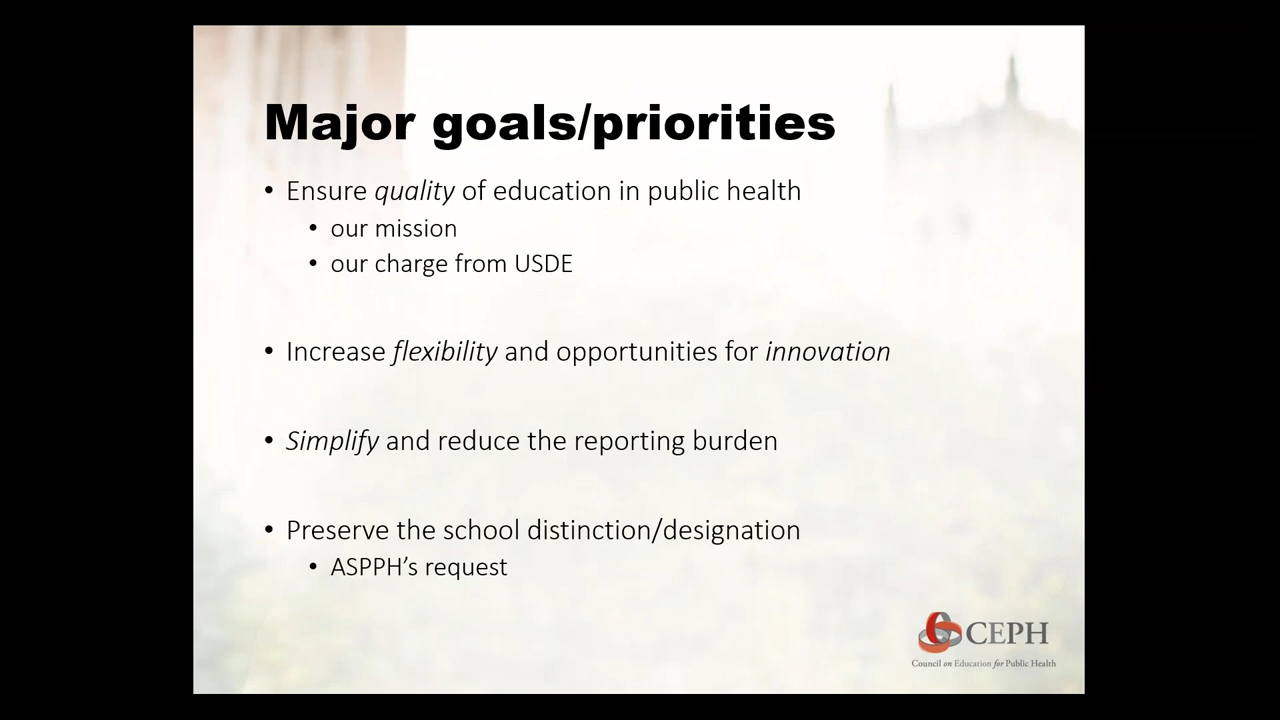 Major goals/priorities
• Ensure quality of education in public health
• our mission
• our charge from USDE
• Increase flexibility and opportunities for innovation
• Simplify and reduce the reporting burden
• Preserve the school distinction/designation
• ASPPH’s request
CEPH
Council on Education for Public Health